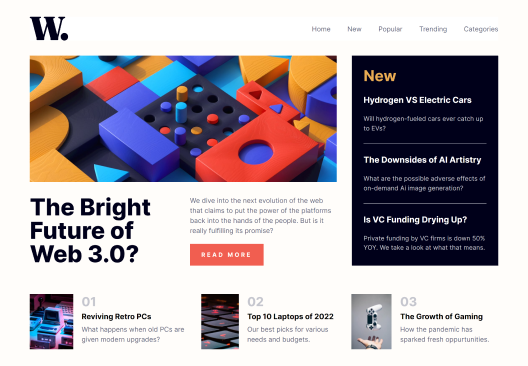 W.
Home New Popular Trending Categories
New
Hydrogen VS Electric Cars
Will hydrogen-fueled cars ever catch up
to EVs?
The Downsides of AI Artistry
What are the possible adverse effects of
on-demand AI image generation?
Is VC Funding Drying Up?
Private funding by VC firms is down 50%
YOY. We take a look at what that means.
The Bright
Future of
Web 3.0?
We dive into the next evolution of the web
that claims to put the power of the platforms
back into the hands of the people. But is it
really fulfilling its promise?
READ MORE
01
Reviving Retro PCs
What happens when old PCs are
given modern upgrades?
02
Top 10 Laptops of 2022
Our best picks for various
needs and budgets.
03
The Growth of Gaming
How the pandemic has
sparked fresh opportunities.